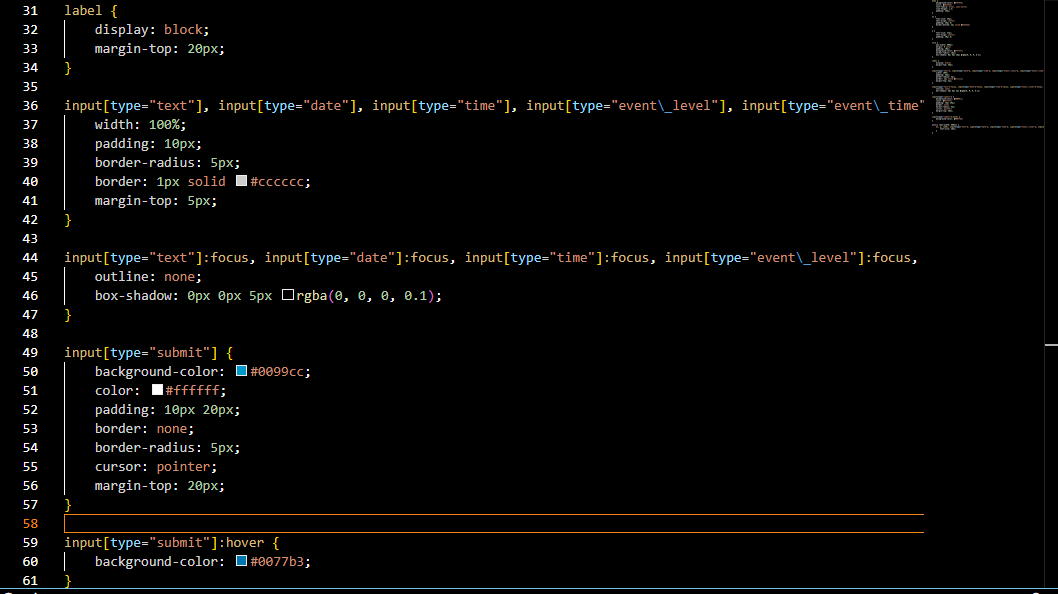 31 label {
32     display: block;
33     margin-top: 20px;
34 }
35
36 input[type="text"], input[type="date"], input[type="time"], input[type="event\_level"], input[type="event\_time"
37     width: 100%;
38     padding: 10px;
39     border-radius: 5px;
40     border: 1px solid #cccccc;
41     margin-top: 5px;
42 }
43
44 input[type="text"]:focus, input[type="date"]:focus, input[type="time"]:focus, input[type="event\_level"]:focus,
45     outline: none;
46     box-shadow: 0px 0px 5px rgba(0, 0, 0, 0.1);
47 }
48
49 input[type="submit"] {
50     background-color: #0099cc;
51     color: #ffffff;
52     padding: 10px 20px;
53     border: none;
54     border-radius: 5px;
55     cursor: pointer;
56     margin-top: 20px;
57 }
58
59 input[type="submit"]:hover {
60     background-color: #0077b3;
61 }